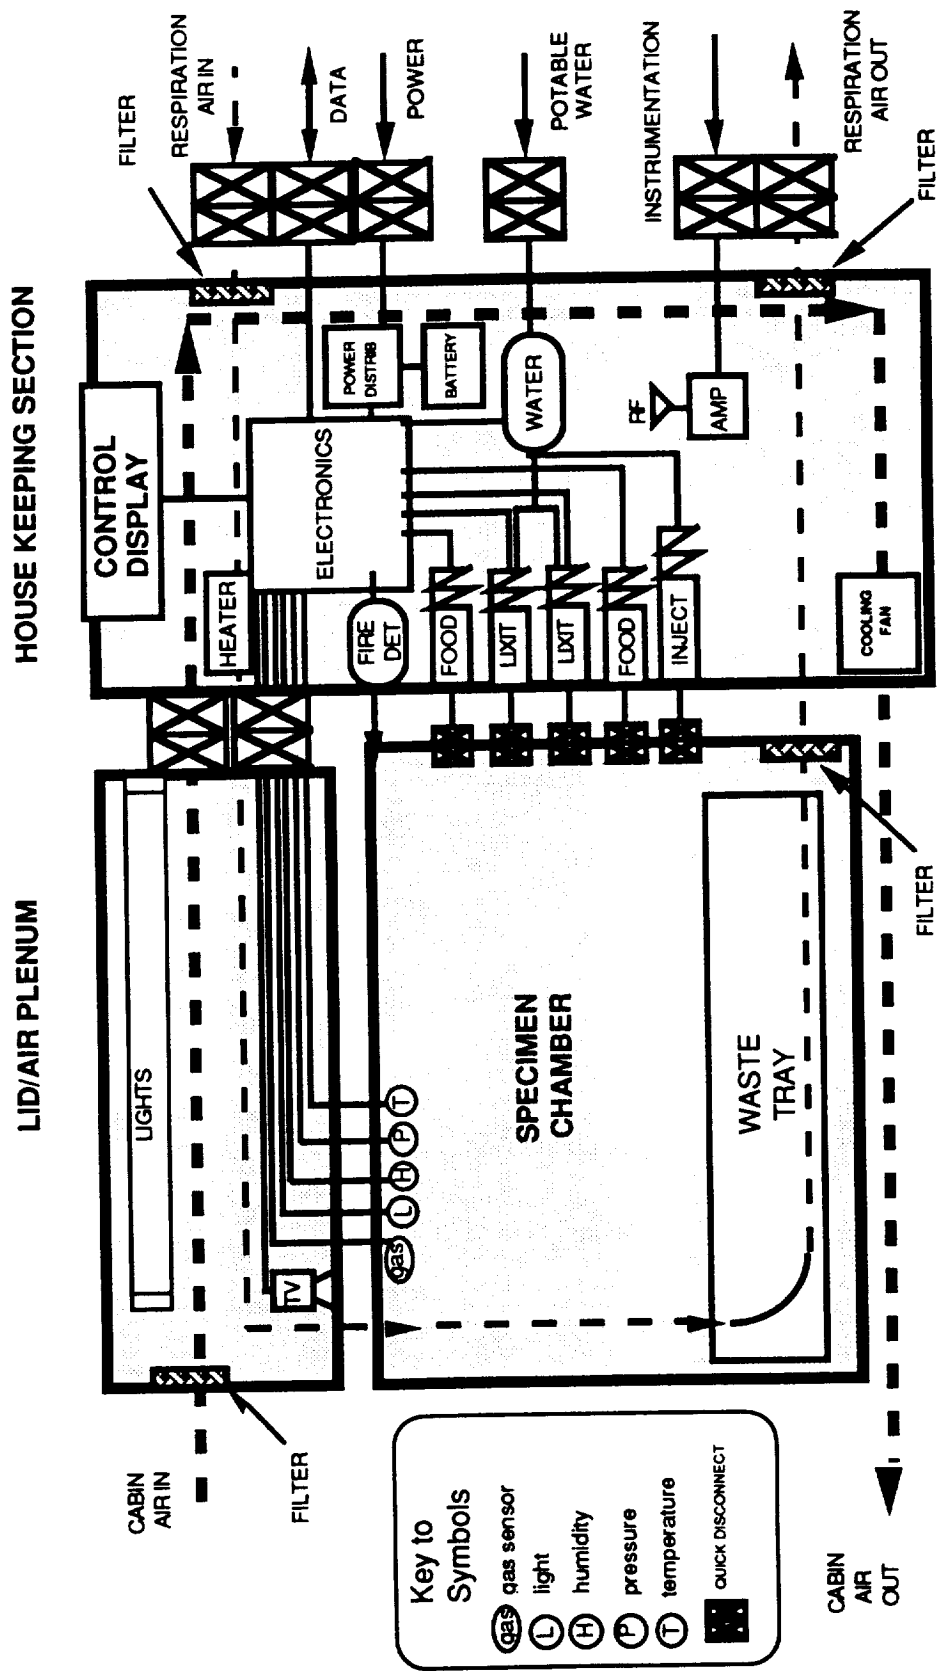 LID/AIR PLENUM
HOUSE KEEPING SECTION
CABIN
AIR IN
FILTER
LIGHTS
TV
CONTROL
DISPLAY
HEATER
ELECTRONICS
POWER
DISTRIB
BATTERY
FIRE
DET
FOOD
LIXIT
LIXIT
FOOD
INJECT
WATER
RF
AMP
COOLING
FAN
FILTER
RESPIRATION
AIR IN
DATA
POWER
POTABLE
WATER
INSTRUMENTATION
RESPIRATION
AIR OUT
FILTER
gas
L
H
P
T
SPECIMEN
CHAMBER
WASTE
TRAY
FILTER
Key to
Symbols
gas gas sensor
L light
H humidity
P pressure
T temperature
QUICK DISCONNECT
CABIN
AIR
OUT